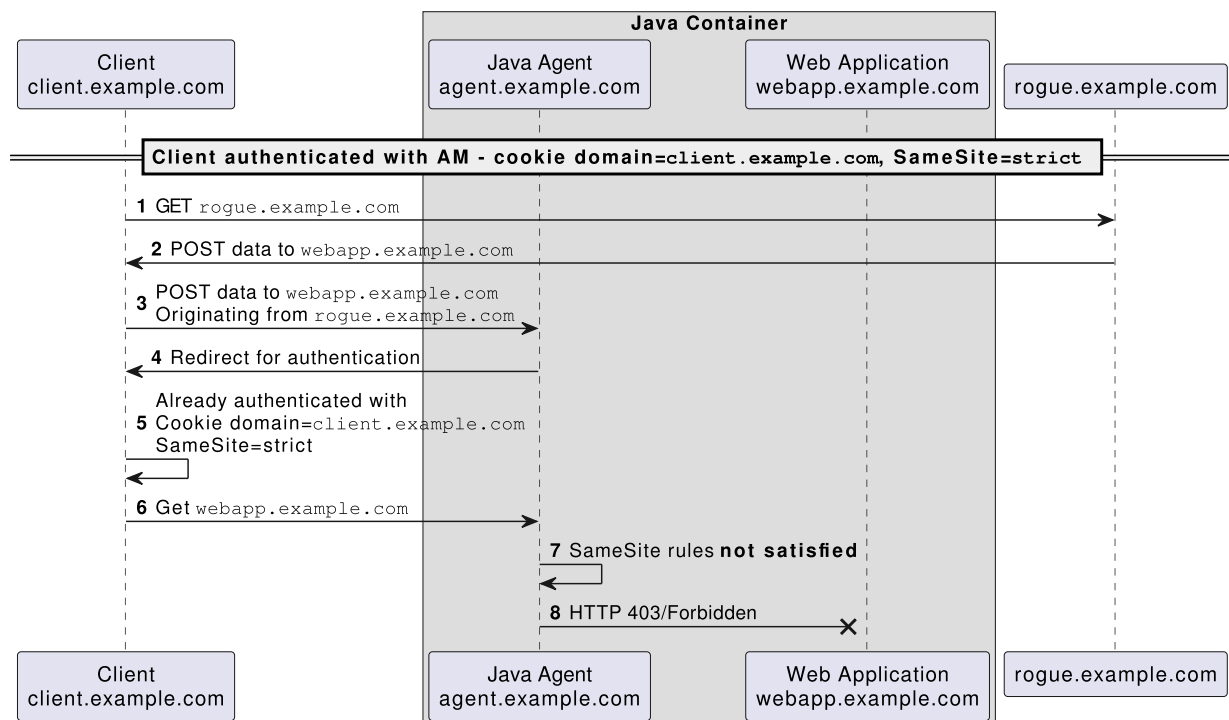 Java Container
Client
client.example.com
Java Agent
agent.example.com
Web Application
webapp.example.com
rogue.example.com
Client authenticated with AM - cookie domain=client.example.com, SameSite=strict
1 GET rogue.example.com
2 POST data to webapp.example.com
3 POST data to webapp.example.com
Originating from rogue.example.com
4 Redirect for authentication
Already authenticated with
5 Cookie domain=client.example.com
SameSite=strict
6 Get webapp.example.com
7 SameSite rules not satisfied
8 HTTP 403/Forbidden
Client
client.example.com
Java Agent
agent.example.com
Web Application
webapp.example.com
rogue.example.com